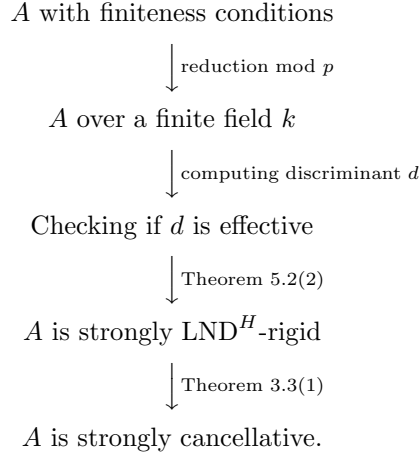 A with finiteness conditions
reduction mod p
A over a finite field k
computing discriminant d
Checking if d is effective
Theorem 5.2(2)
A is strongly LND^H-rigid
Theorem 3.3(1)
A is strongly cancellative.